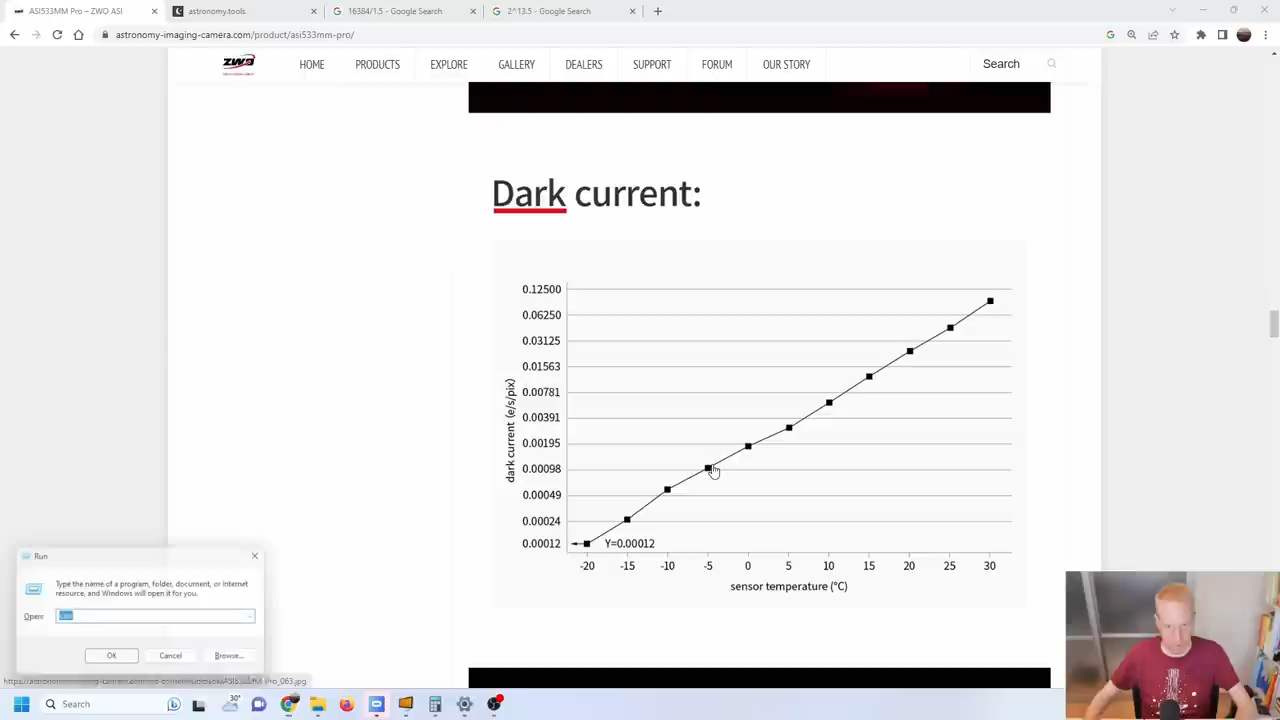 ASI533MM Pro – ZWO ASI
astronomy.tools
16384/1.5 - Google Search
2^13.5 - Google Search
astronomy-imaging-camera.com/product/asi533mm-pro/
ZWO
HOME
PRODUCTS
EXPLORE
GALLERY
DEALERS
SUPPORT
FORUM
OUR STORY
Search
Dark current:
0.12500
0.06250
0.03125
0.01563
0.00781
0.00391
0.00195
0.00098
0.00049
0.00024
0.00012
dark current (e/s/pix)
Y=0.00012
-20
-15
-10
-5
0
5
10
15
20
25
30
sensor temperature (°C)
Run
Type the name of a program, folder, document, or Internet
resource, and Windows will open it for you.
Open:
OK
Cancel
Browse...
Search
30°